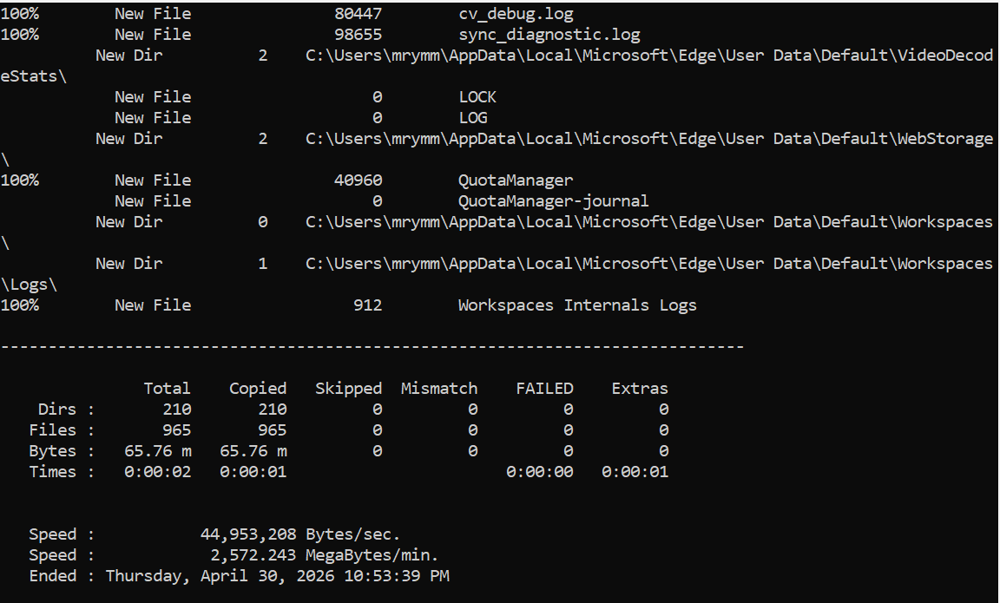 100%        New File               80447        cv_debug.log
100%        New File               98655        sync_diagnostic.log
          New Dir          2    C:\Users\mrymm\AppData\Local\Microsoft\Edge\User Data\Default\VideoDecod
eStats\
            New File                   0        LOCK
            New File                   0        LOG
          New Dir          2    C:\Users\mrymm\AppData\Local\Microsoft\Edge\User Data\Default\WebStorage
\
100%        New File               40960        QuotaManager
            New File                   0        QuotaManager-journal
          New Dir          0    C:\Users\mrymm\AppData\Local\Microsoft\Edge\User Data\Default\Workspaces
\
          New Dir          1    C:\Users\mrymm\AppData\Local\Microsoft\Edge\User Data\Default\Workspaces
\Logs\
100%        New File                 912        Workspaces Internals Logs
------------------------------------------------------------------------------
               Total    Copied   Skipped  Mismatch    FAILED    Extras
    Dirs :       210       210         0         0         0         0
   Files :       965       965         0         0         0         0
   Bytes :   65.76 m   65.76 m         0         0         0         0
   Times :   0:00:02   0:00:01                       0:00:00   0:00:01
   Speed :           44,953,208 Bytes/sec.
   Speed :            2,572.243 MegaBytes/min.
   Ended : Thursday, April 30, 2026 10:53:39 PM